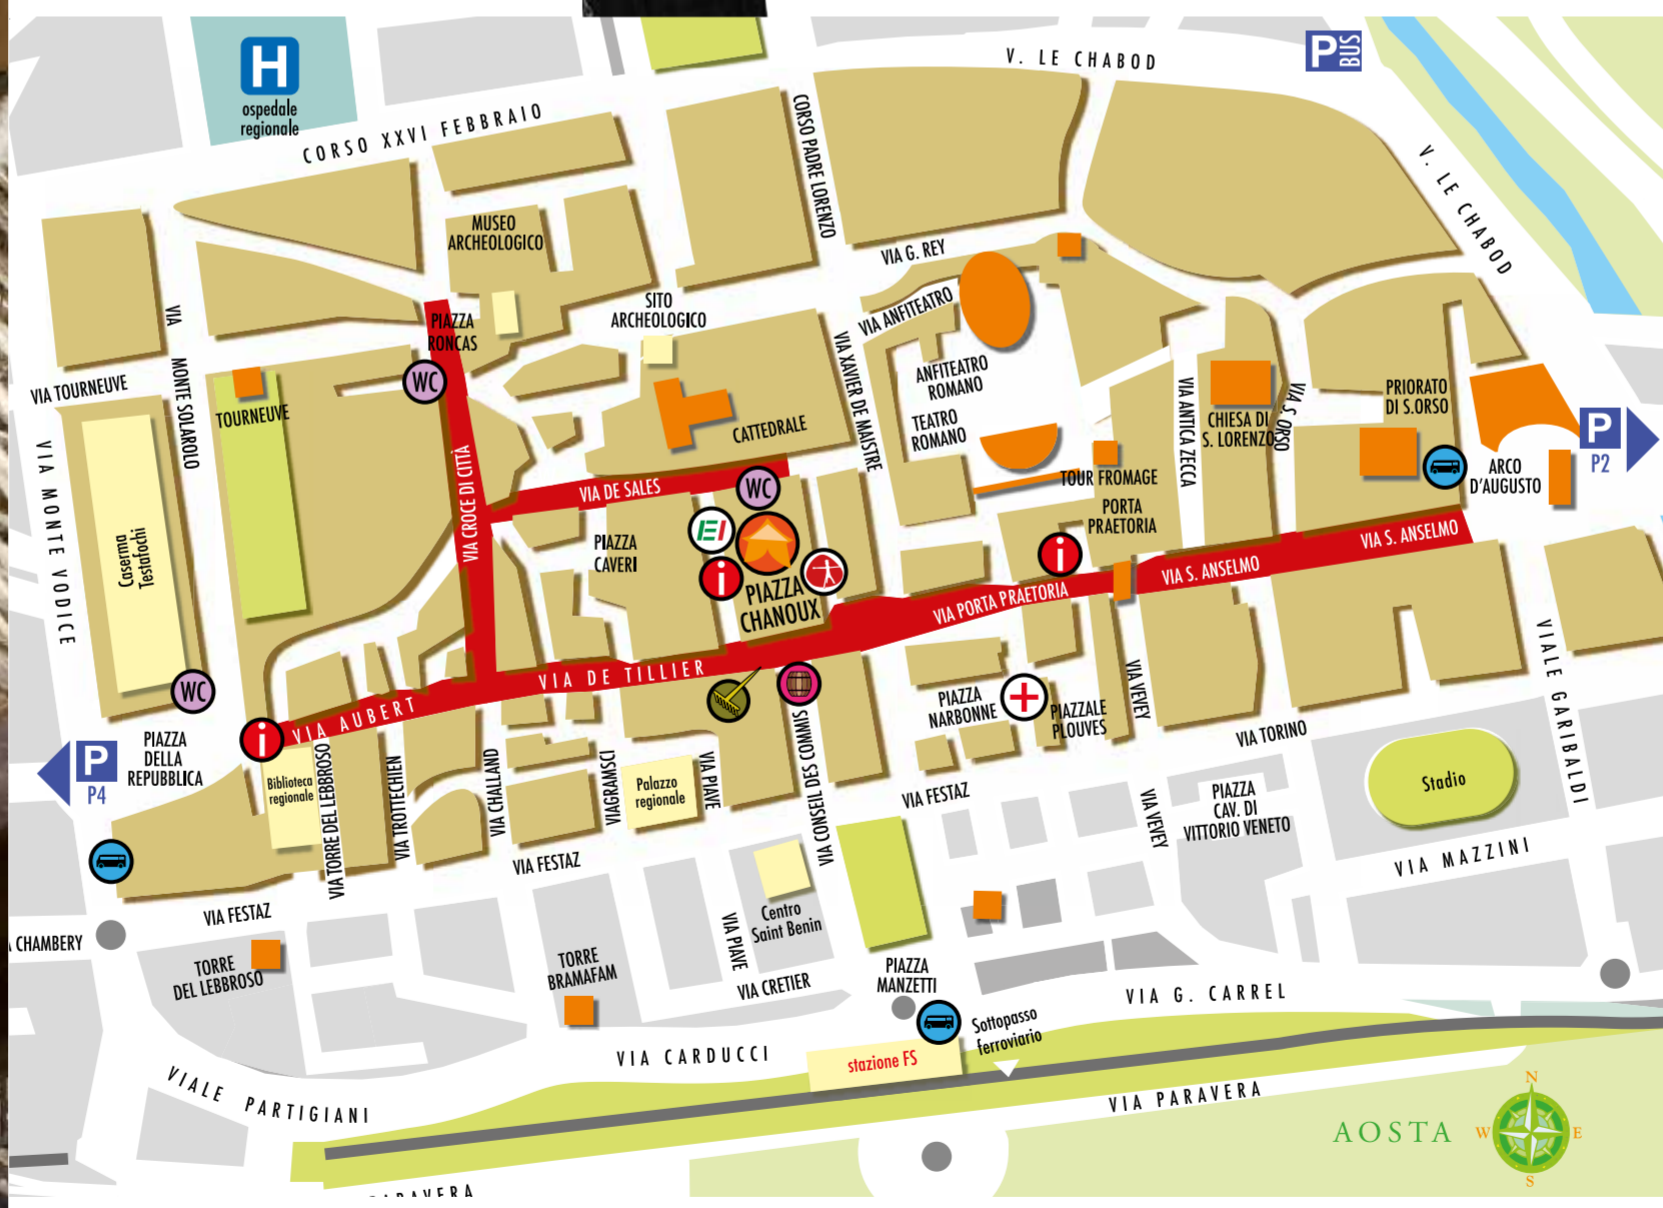 V. LE CHABOD
P BUS
H
ospedale
regionale
CORSO XXVI FEBBRAIO
CORSO PADRE LORENZO
V. LE CHABOD
MUSEO
ARCHEOLOGICO
VIA G. REY
SITO
ARCHEOLOGICO
VIA ANFITEATRO
PIAZZA
RONCAS
VIA
MONTE SOLAROLO
VIA TOURNEUVE
WC
TOURNEUVE
VIA XAVIER DE MAISTRE
ANFITEATRO
ROMANO
TEATRO
ROMANO
VIA ANTICA ZECCA
CHIESA DI
S. LORENZO
VIA S. ORSO
PRIORATO
DI S.ORSO
P
P2
ARCO
D'AUGUSTO
CATTEDRALE
VIA MONTE VODICE
VIA CROCE DI CITTÀ
VIA DE SALES
WC
TOUR FROMAGE
PORTA
PRAETORIA
VIA S. ANSELMO
VIA S. ANSELMO
Caserma
Testafochi
PIAZZA
CAVERI
EI
i
i
PIAZZA
CHANOUX
VIA PORTA PRAETORIA
VIALE GARIBALDI
WC
VIA DE TILLIER
VIA AUBERT
i
PIAZZA
DELLA
REPUBBLICA
P
P4
PIAZZA
NARBONNE
PIAZZALE
PLOUVES
VIA VEVEY
VIA TORINO
Biblioteca
regionale
VIA TORRE DEL LEBBROSO
VIA TROTTECHIEN
VIA CHALLAND
VIAGRAMSCI
Palazzo
regionale
VIA PIAVE
VIA CONSEIL DES COMMIS
VIA FESTAZ
VIA VEVEY
PIAZZA
CAV. DI
VITTORIO VENETO
Stadio
VIA MAZZINI
VIA FESTAZ
VIA FESTAZ
CHAMBERY
TORRE
DEL LEBBROSO
TORRE
BRAMAFAM
VIA PIAVE
Centro
Saint Benin
VIA CRETIER
PIAZZA
MANZETTI
VIA G. CARREL
Sottopasso
ferroviario
VIA CARDUCCI
stazione FS
VIALE PARTIGIANI
VIA PARAVERA
AOSTA
N
W
E
S